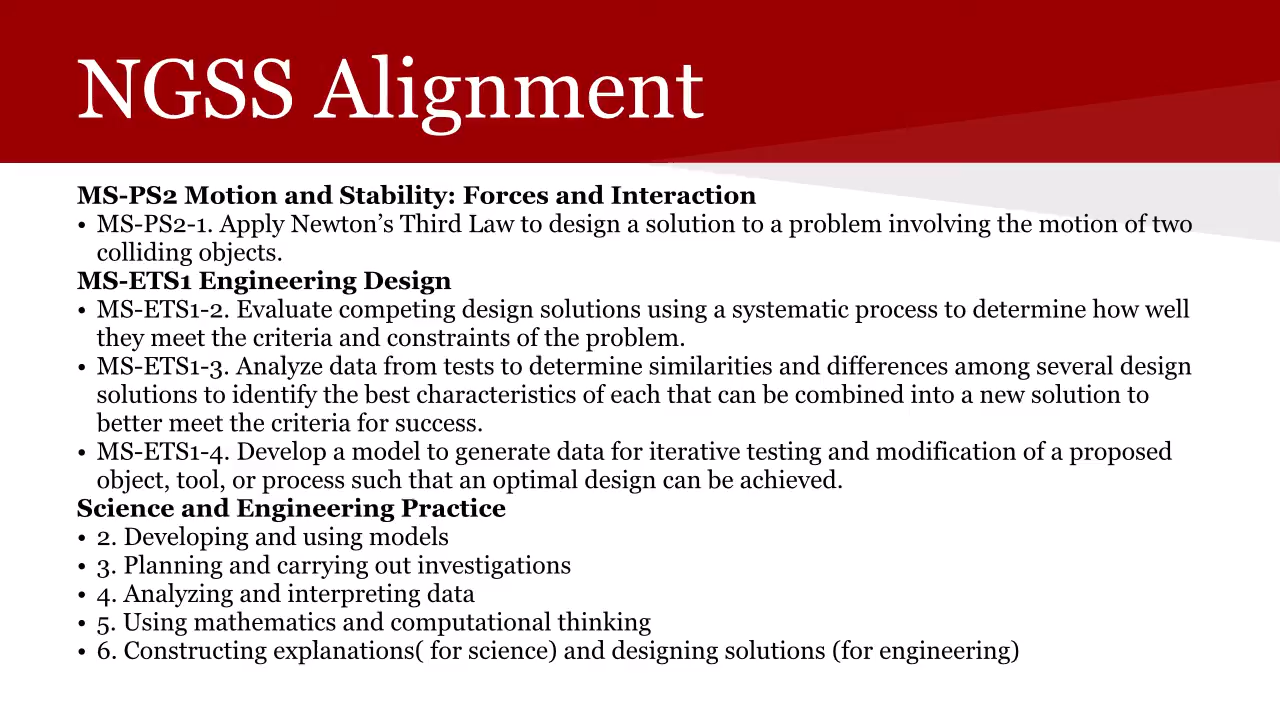 NGSS Alignment
MS-PS2 Motion and Stability: Forces and Interaction
• MS-PS2-1. Apply Newton’s Third Law to design a solution to a problem involving the motion of two
colliding objects.
MS-ETS1 Engineering Design
• MS-ETS1-2. Evaluate competing design solutions using a systematic process to determine how well
they meet the criteria and constraints of the problem.
• MS-ETS1-3. Analyze data from tests to determine similarities and differences among several design
solutions to identify the best characteristics of each that can be combined into a new solution to
better meet the criteria for success.
• MS-ETS1-4. Develop a model to generate data for iterative testing and modification of a proposed
object, tool, or process such that an optimal design can be achieved.
Science and Engineering Practice
• 2. Developing and using models
• 3. Planning and carrying out investigations
• 4. Analyzing and interpreting data
• 5. Using mathematics and computational thinking
• 6. Constructing explanations( for science) and designing solutions (for engineering)